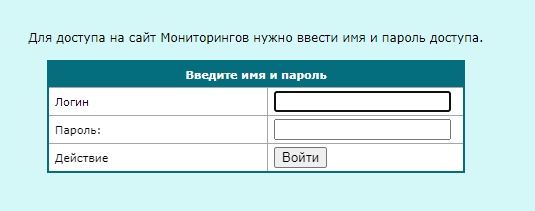 Для доступа на сайт Мониторингов нужно ввести имя и пароль доступа.
Введите имя и пароль
Логин
Пароль:
Действие Войти